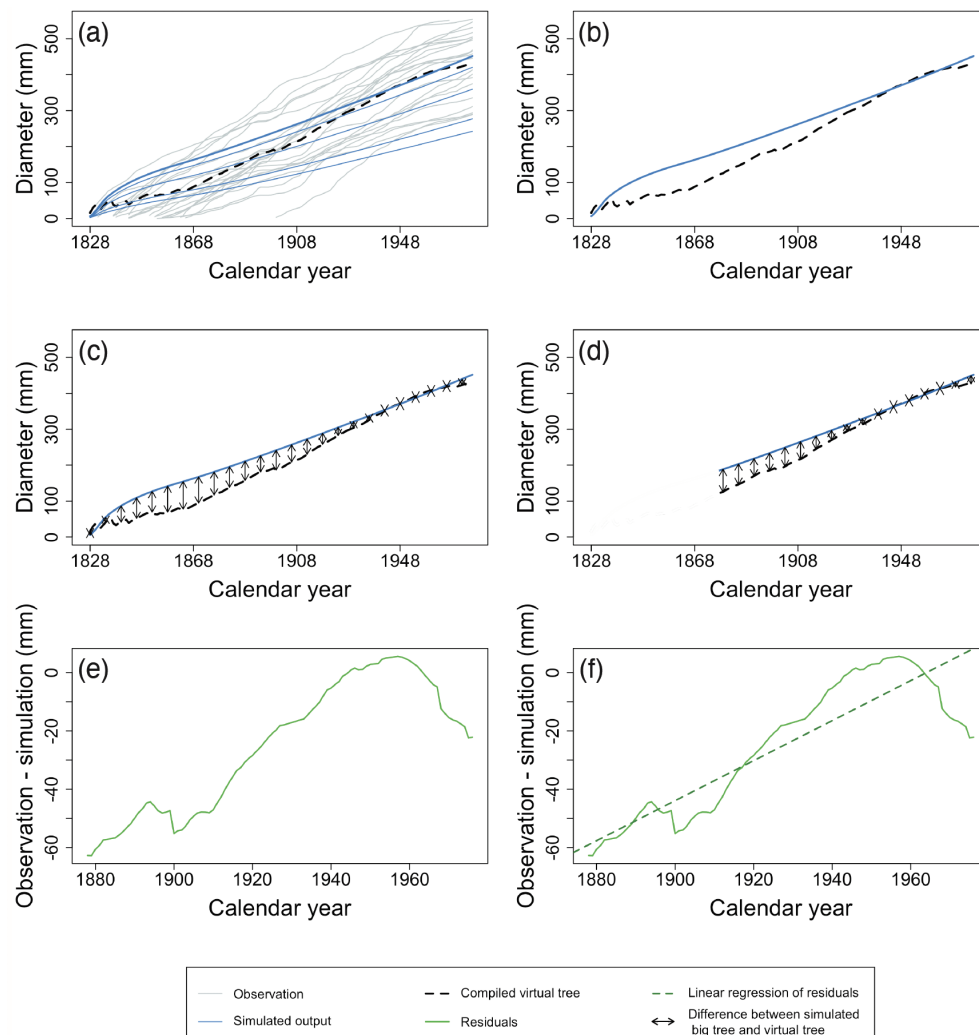 (a)
Diameter (mm)
500
300
100
0
1828 1868 1908 1948
Calendar year
(b)
Diameter (mm)
500
300
100
0
1828 1868 1908 1948
Calendar year
(c)
Diameter (mm)
500
300
100
0
1828 1868 1908 1948
Calendar year
(d)
Diameter (mm)
500
300
100
0
1828 1868 1908 1948
Calendar year
(e)
Observation - simulation (mm)
0
-20
-40
-60
1880 1900 1920 1940 1960
Calendar year
(f)
Observation - simulation (mm)
0
-20
-40
-60
1880 1900 1920 1940 1960
Calendar year
Observation
Compiled virtual tree
Linear regression of residuals
Simulated output
Residuals
Difference between simulated
big tree and virtual tree